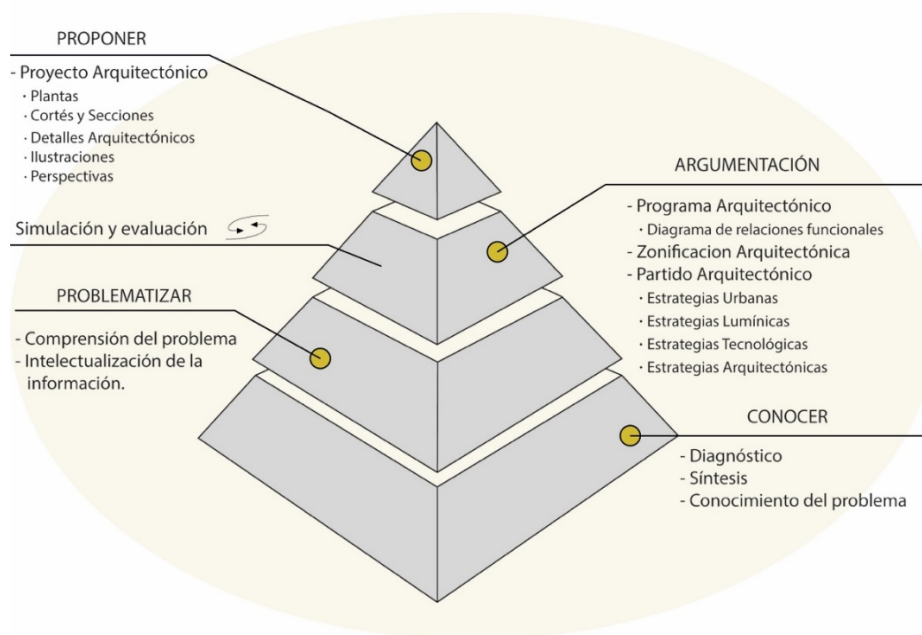 PROPONER
- Proyecto Arquitectónico
· Plantas
· Cortés y Secciones
· Detalles Arquitectónicos
· Ilustraciones
· Perspectivas
Simulación y evaluación
PROBLEMATIZAR
- Comprensión del problema
- Intelectualización de la
información.
ARGUMENTACIÓN
- Programa Arquitectónico
· Diagrama de relaciones funcionales
- Zonificacion Arquitectónica
- Partido Arquitectónico
· Estrategias Urbanas
· Estrategias Lumínicas
· Estrategias Tecnológicas
· Estrategias Arquitectónicas
CONOCER
- Diagnóstico
- Síntesis
- Conocimiento del problema